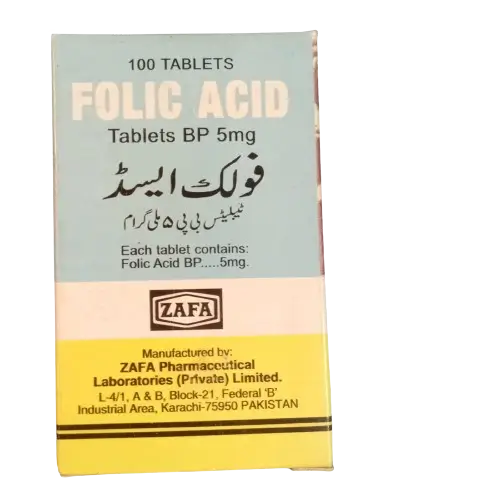 100 TABLETS
FOLIC ACID
Tablets BP 5mg
فولک ایسڈ
ٹیبلیٹس بی پی ۵ ملی گرام
Each tablet contains:
Folic Acid BP.....5mg.
ZAFA
Manufactured by:
ZAFA Pharmaceutical
Laboratories (Private) Limited.
L-4/1, A & B, Block-21, Federal 'B'
Industrial Area, Karachi-75950 PAKISTAN